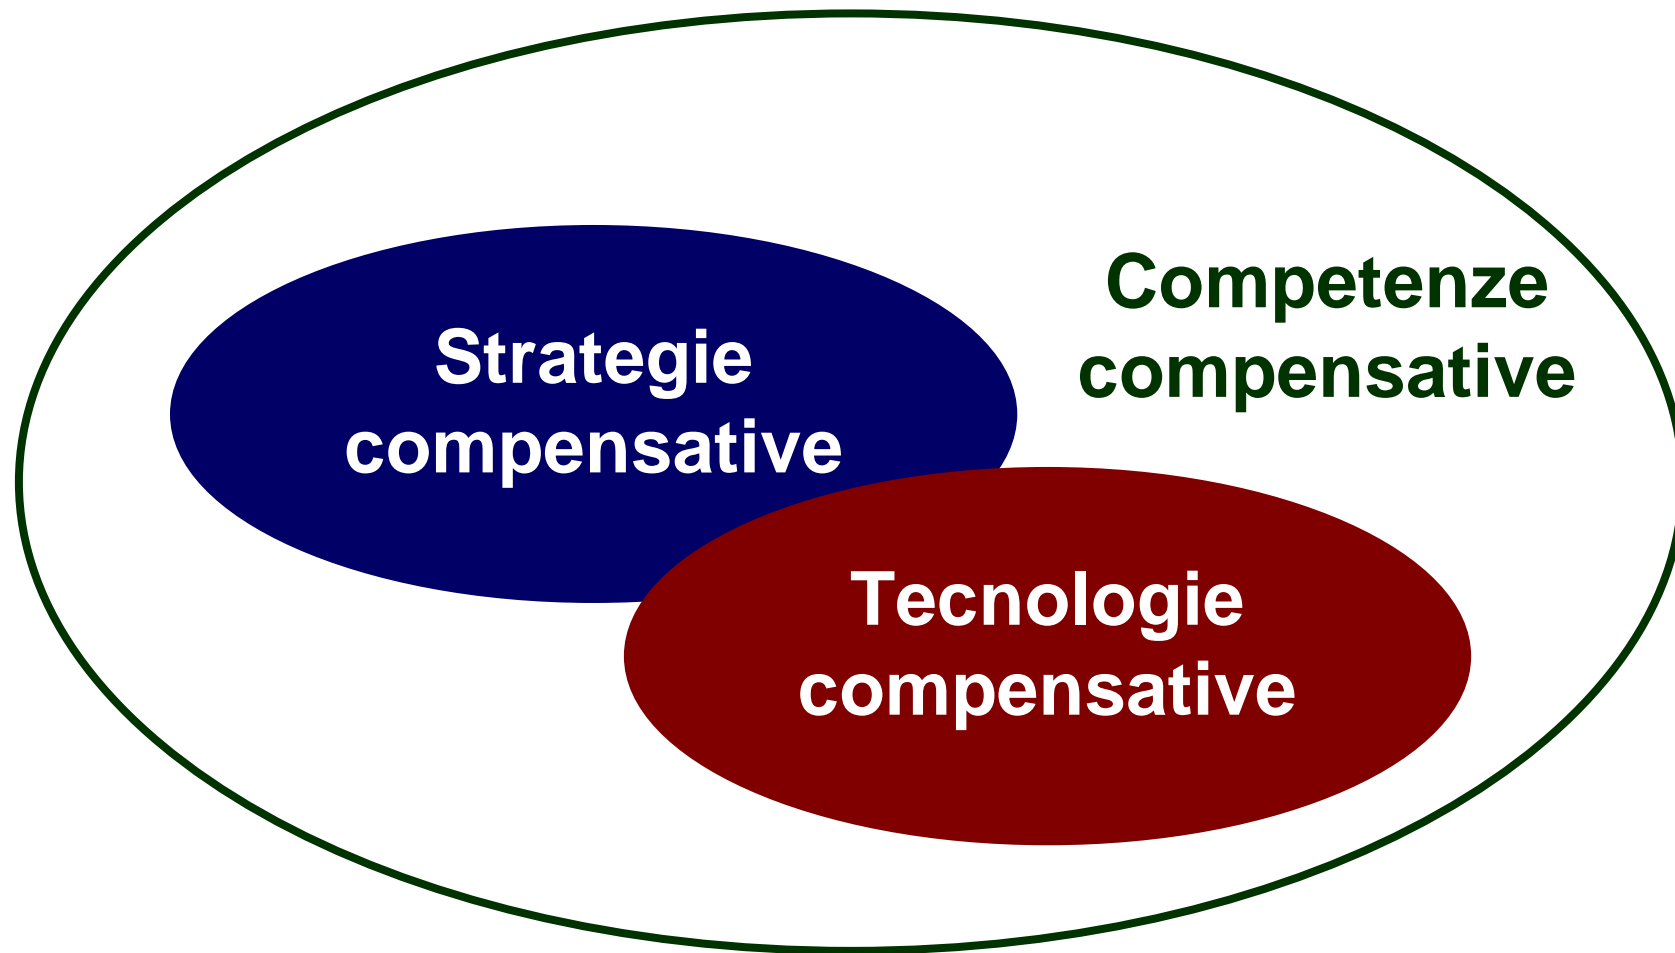 Competenze
compensative
Strategie
compensative
Tecnologie
compensative